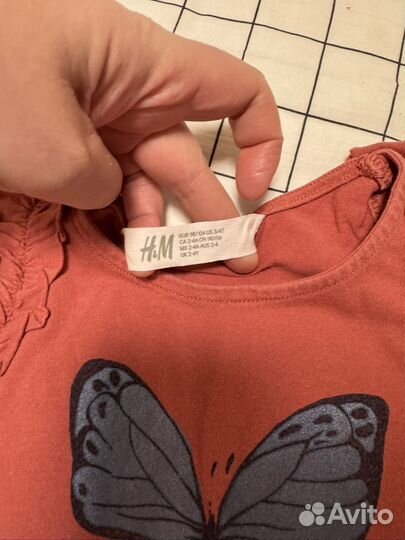 H&M
EUR 98/104 US 3/4T
CA 2-4A CN 110/56
MX 2-4A AUS 2-4
UK 2-4Y
Avito